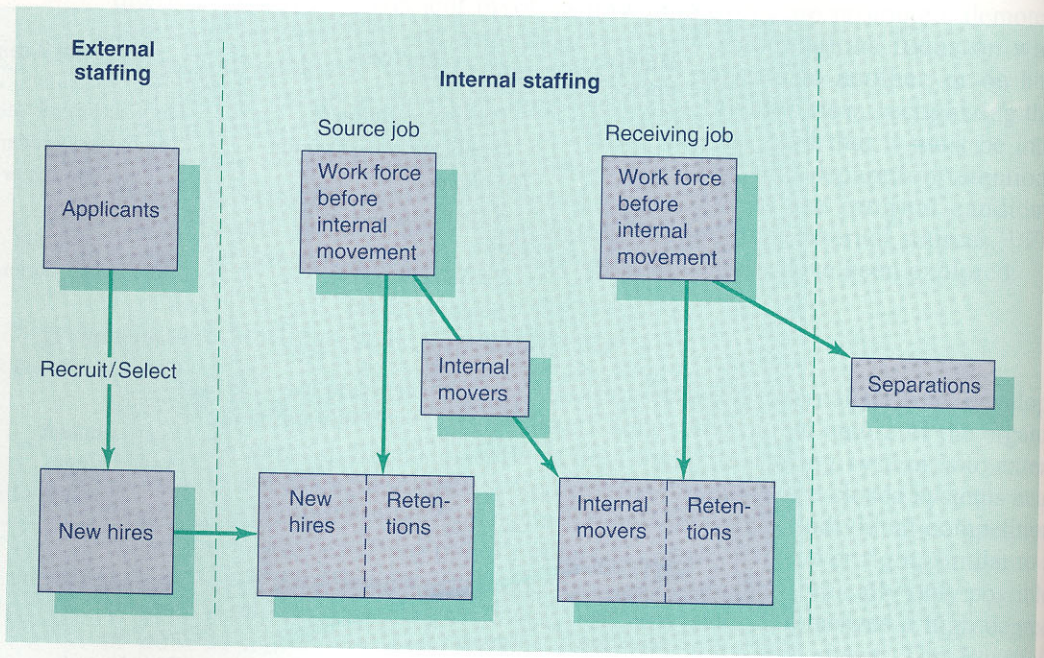 External
staffing
Internal staffing
Source job
Receiving job
Applicants
Work force
before
internal
movement
Work force
before
internal
movement
Recruit/Select
Internal
movers
Separations
New hires
New
hires
Reten-
tions
Internal
movers
Reten-
tions